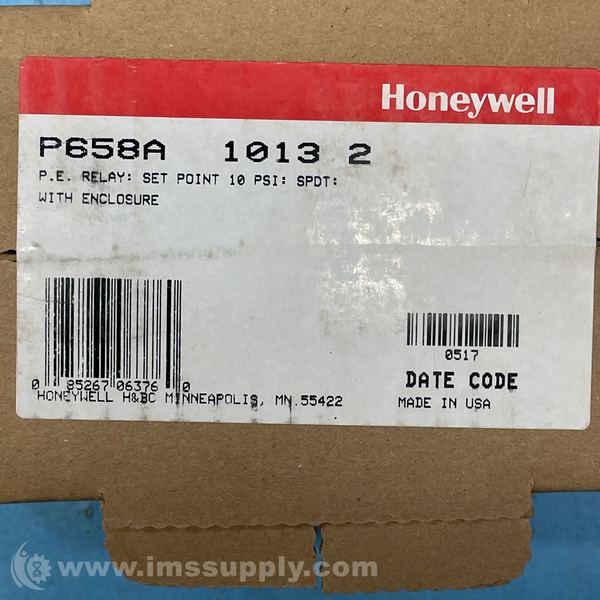 Honeywell
P658A 1013 2
P.E. RELAY: SET POINT 10 PSI: SPDT:
WITH ENCLOSURE
0 85267 06376 0
HONEYWELL H&BC MINNEAPOLIS, MN.55422
0517
DATE CODE
MADE IN USA
www.imssupply.com